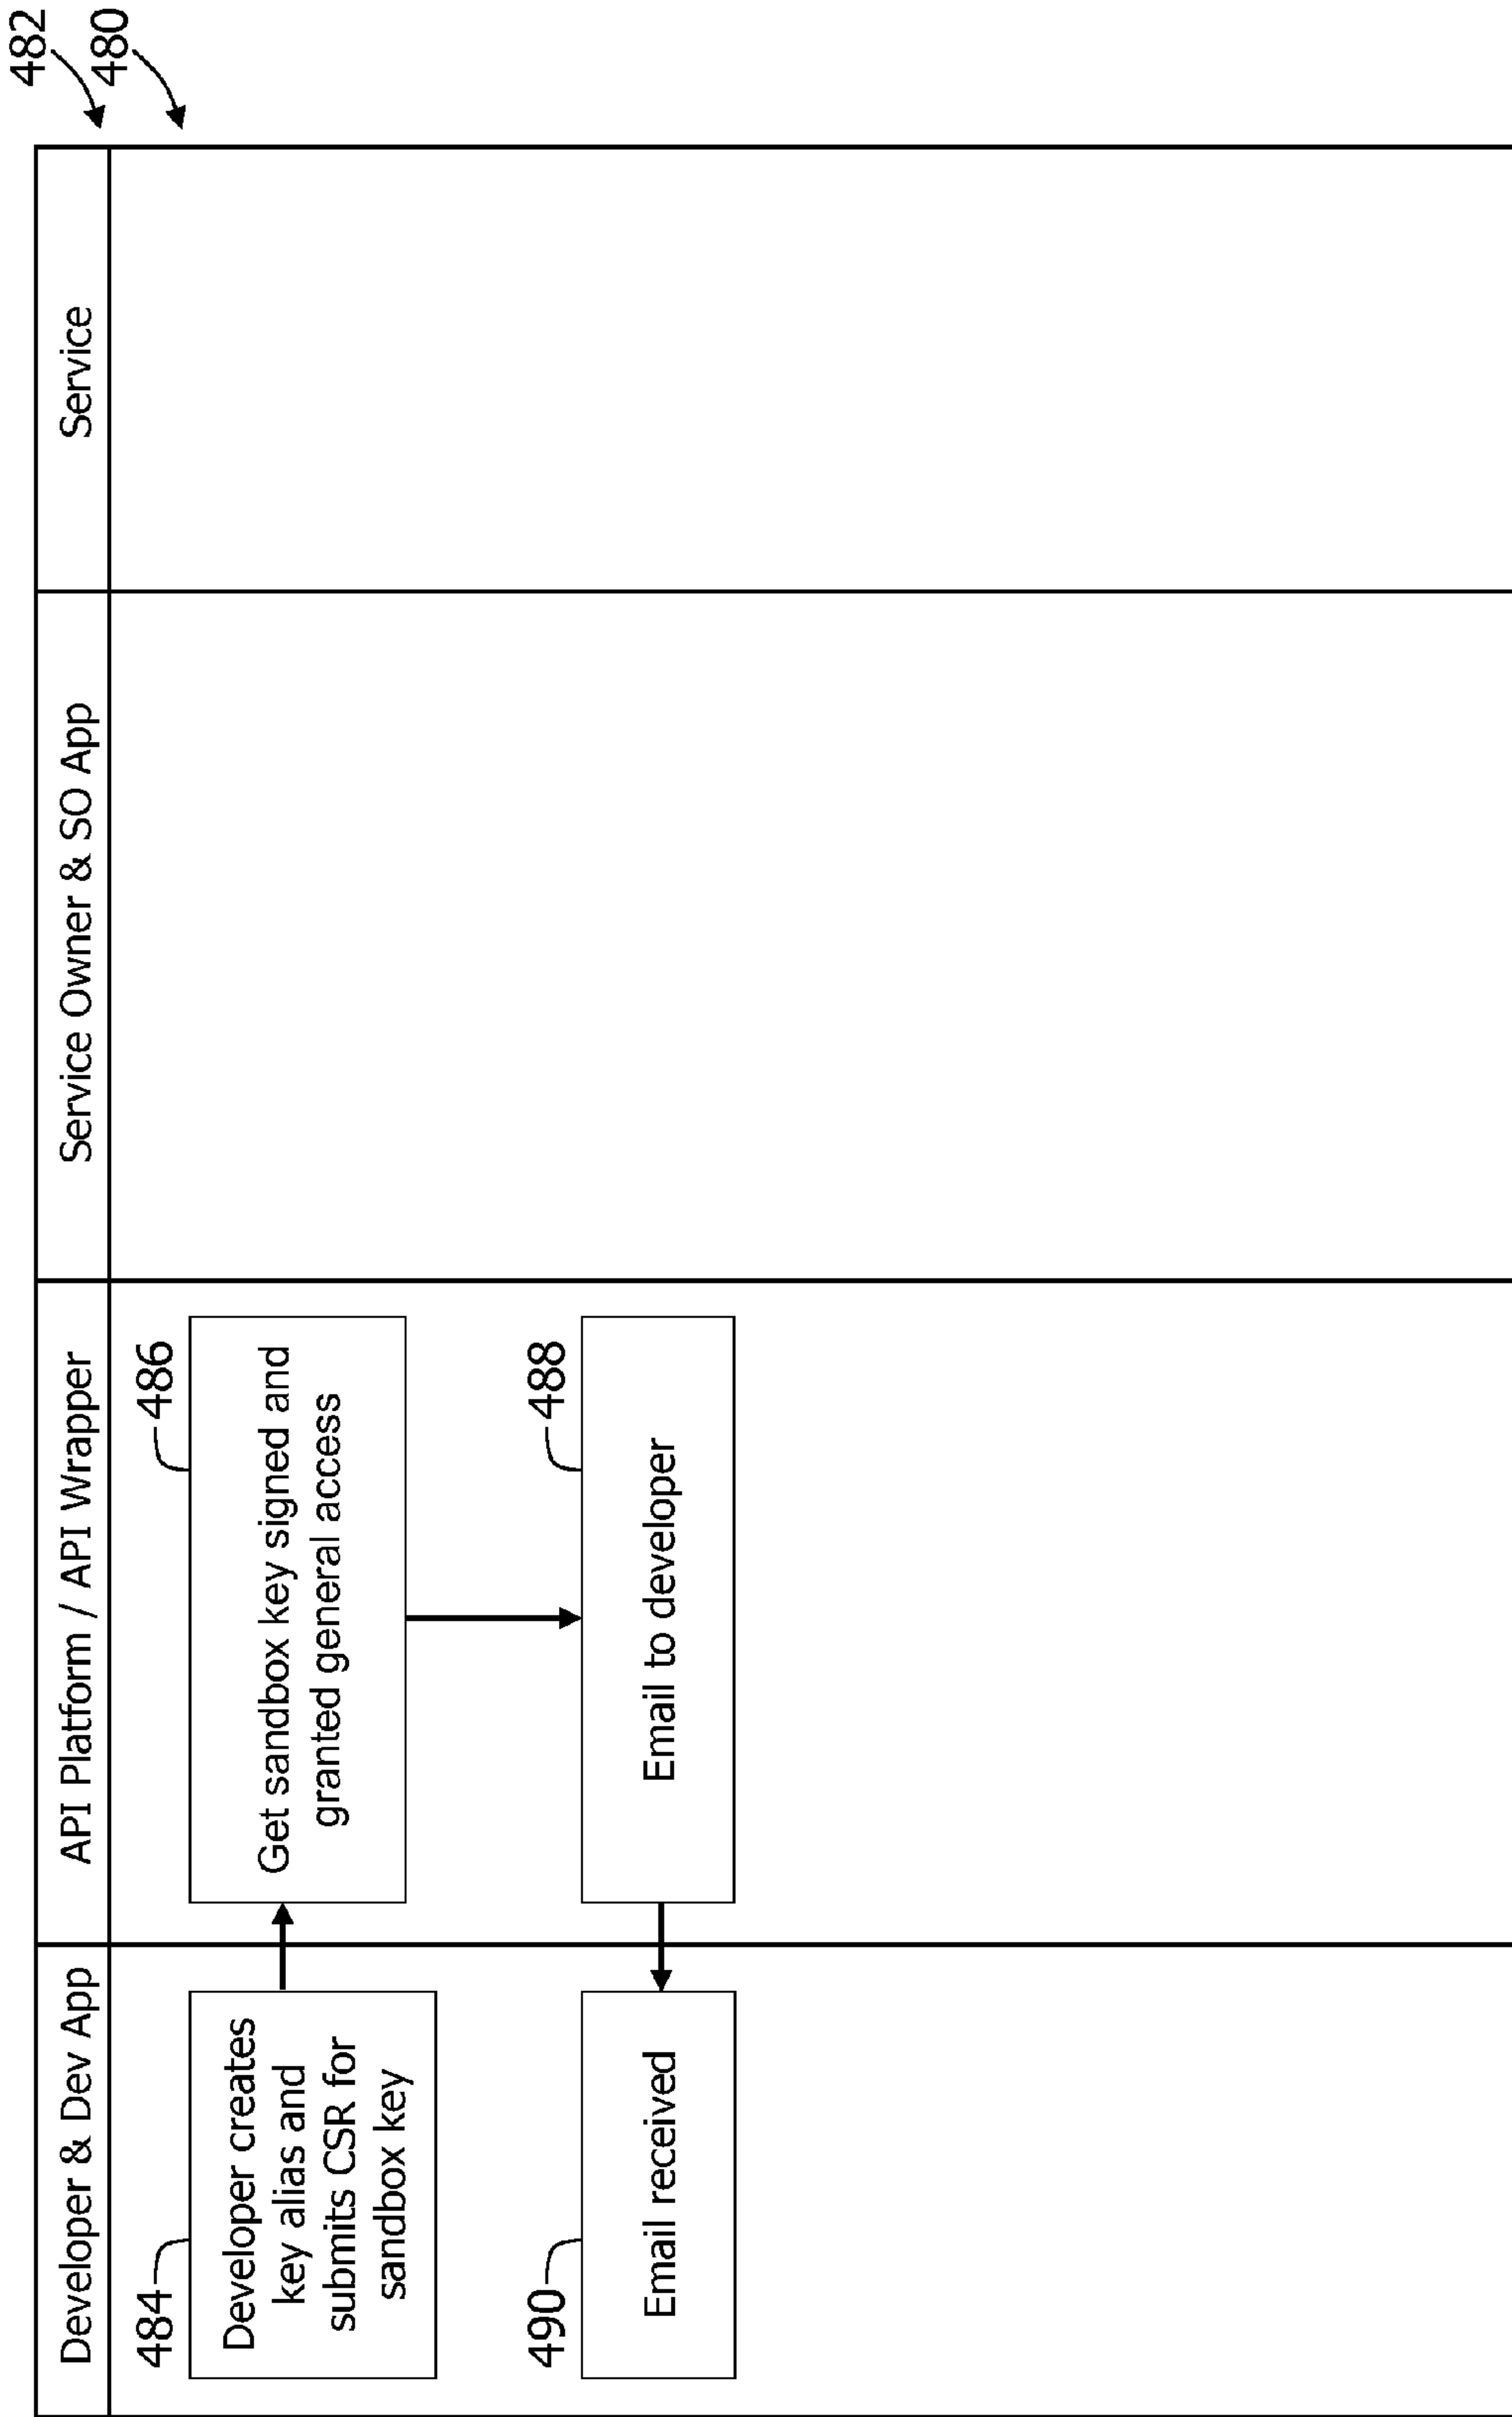 482
480
Developer & Dev App
API Platform / API Wrapper
Service Owner & SO App
Service
484
Developer creates
key alias and
submits CSR for
sandbox key
486
Get sandbox key signed and
granted general access
490
Email received
488
Email to developer